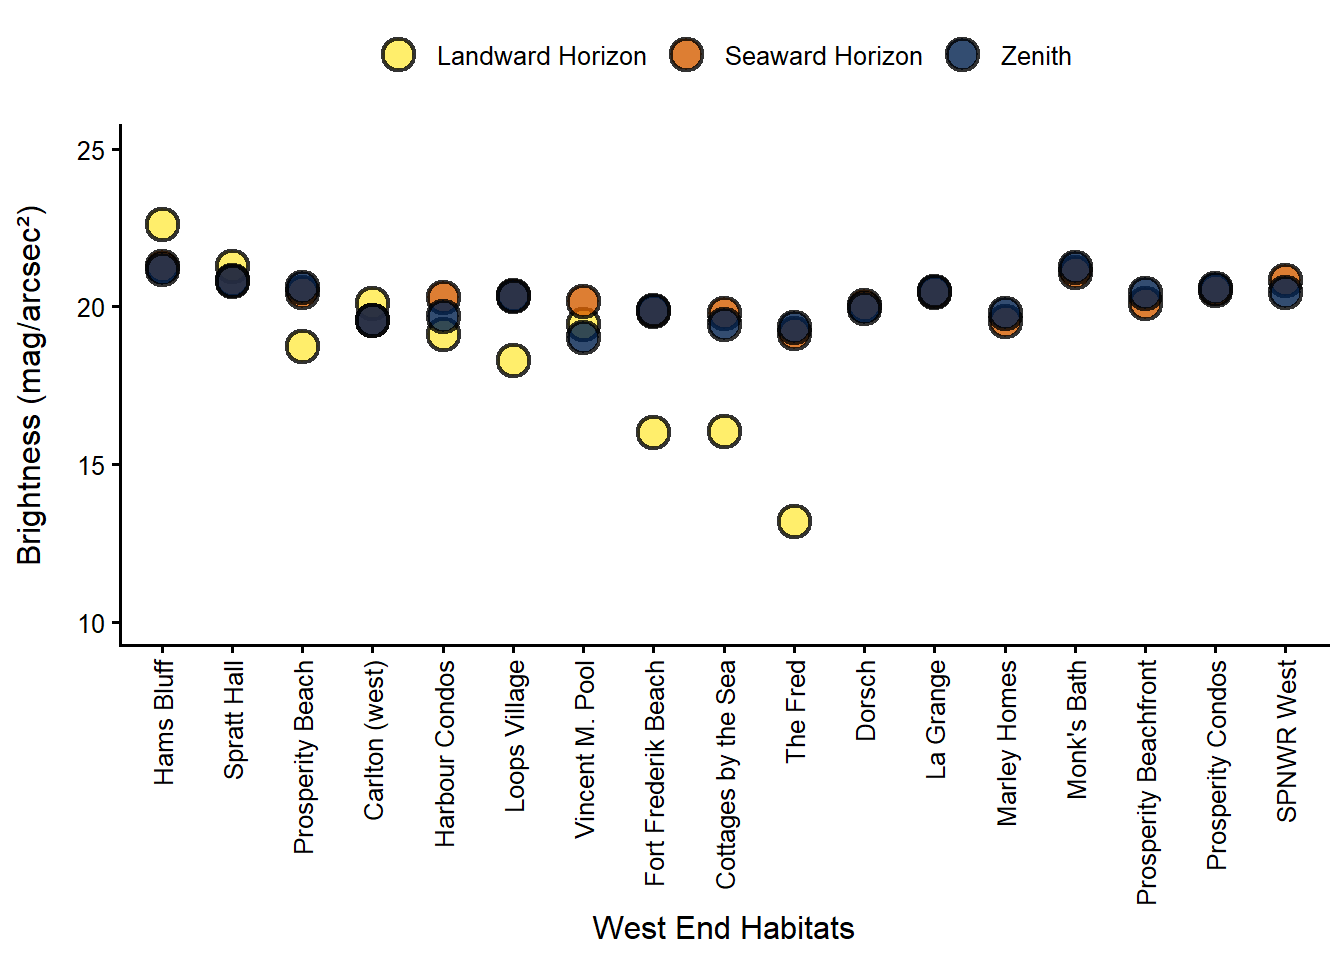 Landward Horizon Seaward Horizon Zenith
Brightness (mag/arcsec²)
25
20
15
10
Hams Bluff
Spratt Hall
Prosperity Beach
Carlton (west)
Harbour Condos
Loops Village
Vincent M. Pool
Fort Frederik Beach
Cottages by the Sea
The Fred
Dorsch
La Grange
Marley Homes
Monk's Bath
Prosperity Beachfront
Prosperity Condos
SPNWR West
West End Habitats